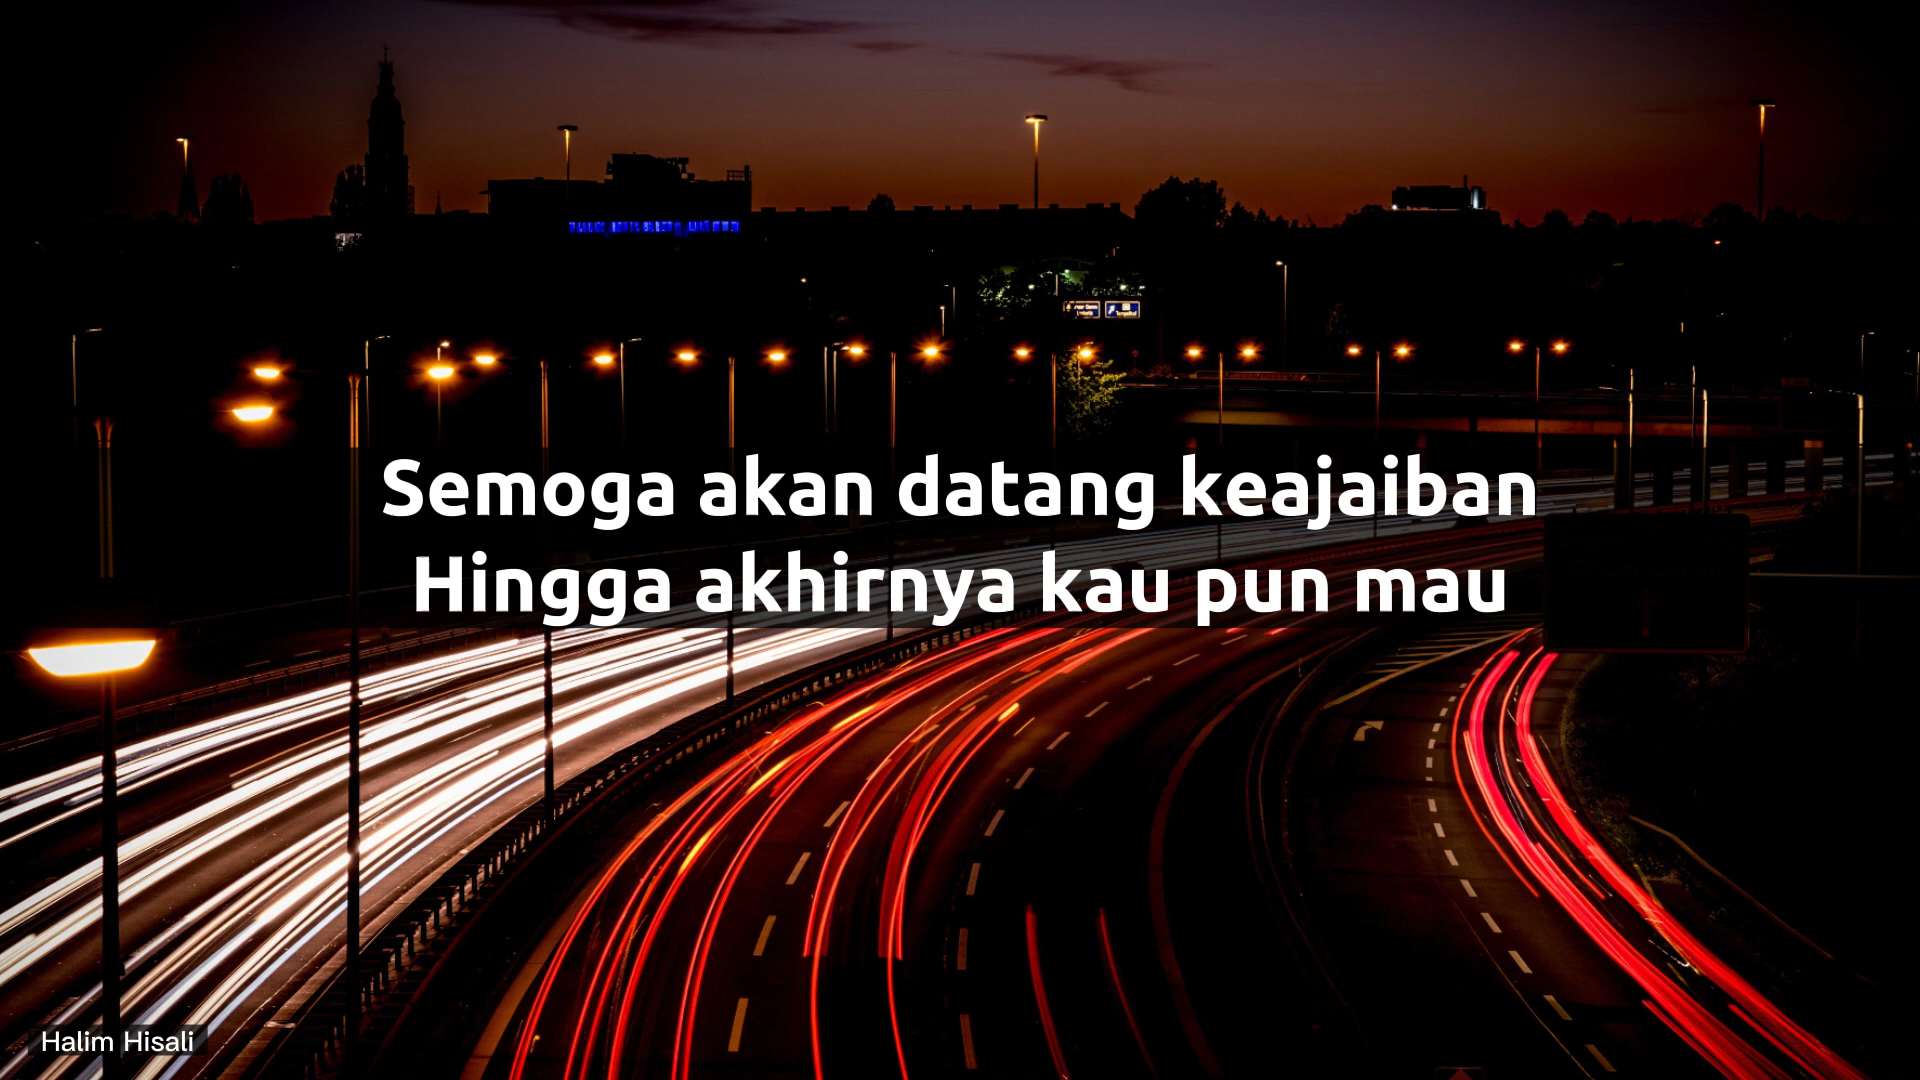 Semoga akan datang keajaiban
Hingga akhirnya kau pun mau
Halim Hisali